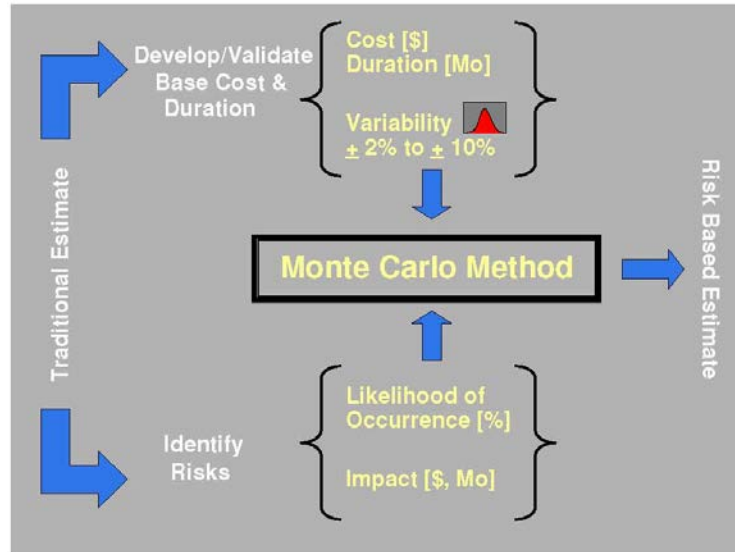 Traditional Estimate
Develop/Validate
Base Cost &
Duration
Cost [$]
Duration [Mo]
Variability
± 2% to ± 10%
Monte Carlo Method
Identify
Risks
Likelihood of
Occurrence [%]
Impact [$, Mo]
Risk Based Estimate